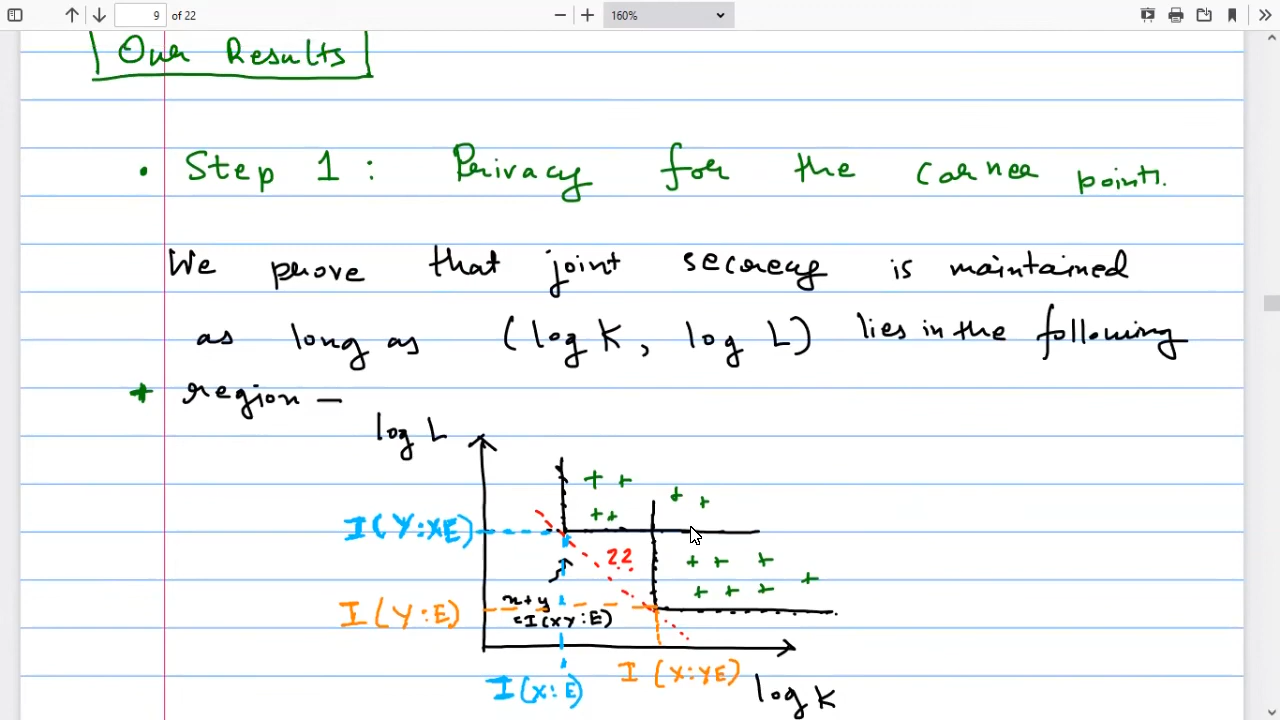 9 of 22
160%
Our Results
• Step 1 : Privacy for the corner points.
We prove that joint secrecy is maintained
as long as (log K, log L) lies in the following
+ region —
log L
+ + + +
++
I(Y:XE)
??
+ + +
+
+ + +
x+y
=I(XY:E)
I(Y:E)
I(X:YE)
I(X:E)
log K